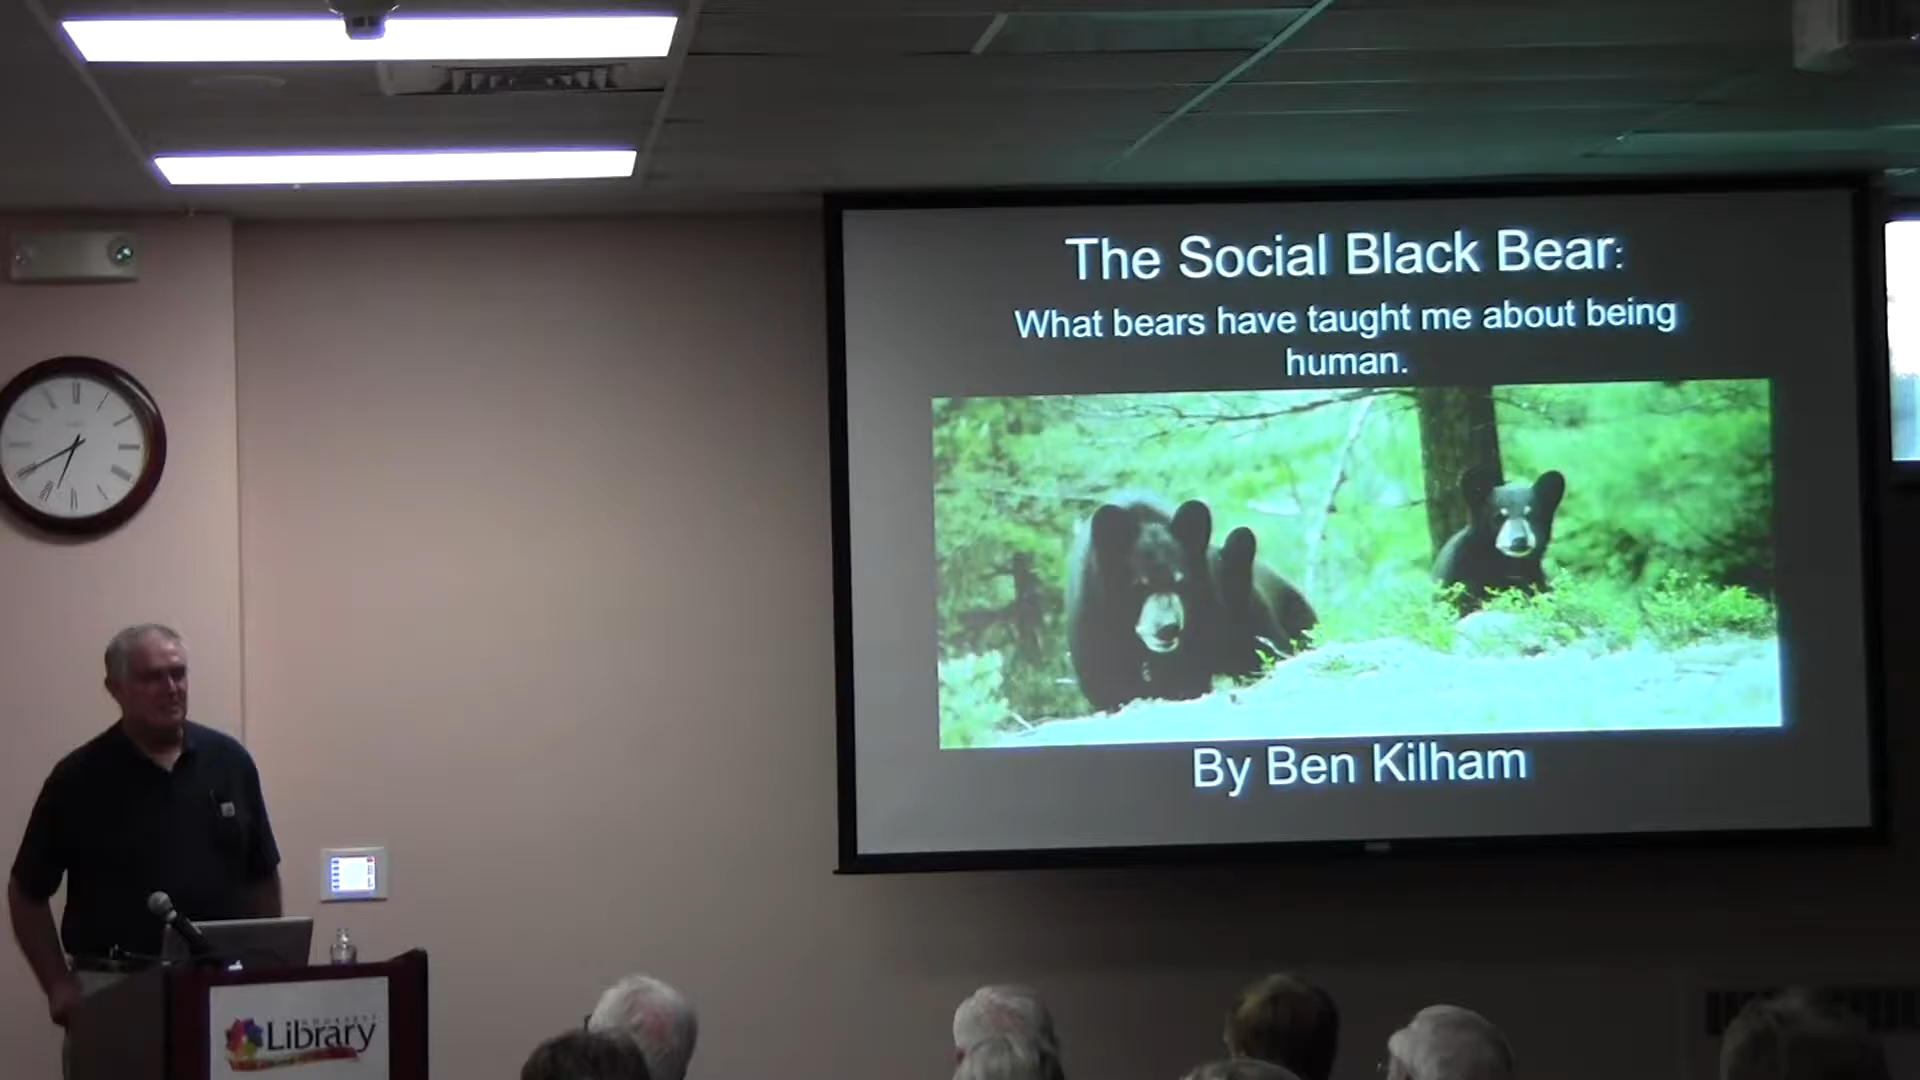 The Social Black Bear:
What bears have taught me about being
human.
By Ben Kilham
Library